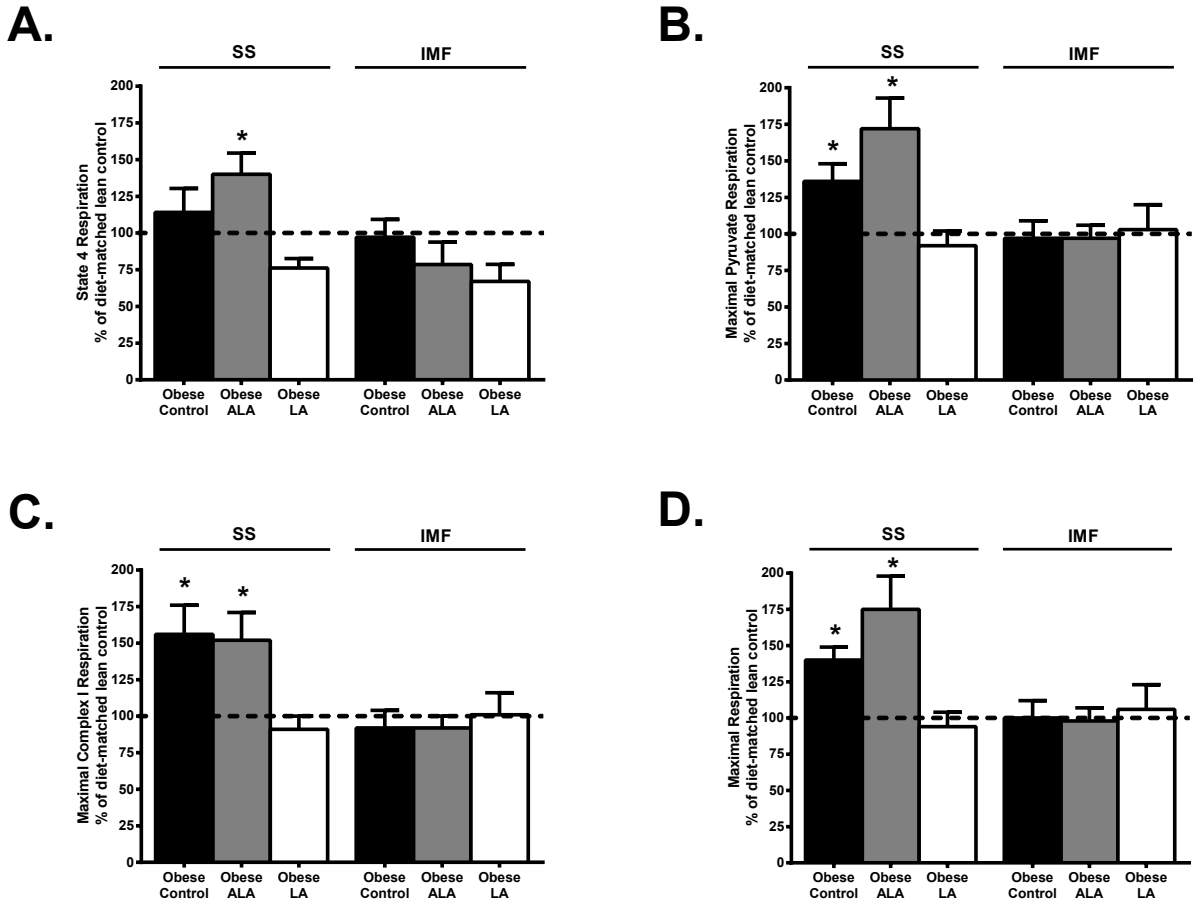 A.
SS
IMF
State 4 Respiration
% of diet-matched lean control
200
175
150
125
100
75
50
25
0
*
Obese
Control
Obese
ALA
Obese
LA
Obese
Control
Obese
ALA
Obese
LA
B.
SS
IMF
Maximal Pyruvate Respiration
% of diet-matched lean control
200
175
150
125
100
75
50
25
0
*
*
Obese
Control
Obese
ALA
Obese
LA
Obese
Control
Obese
ALA
Obese
LA
C.
SS
IMF
Maximal Complex I Respiration
% of diet-matched lean control
200
175
150
125
100
75
50
25
0
*
*
Obese
Control
Obese
ALA
Obese
LA
Obese
Control
Obese
ALA
Obese
LA
D.
SS
IMF
Maximal Respiration
% of diet-matched lean control
200
175
150
125
100
75
50
25
0
*
*
Obese
Control
Obese
ALA
Obese
LA
Obese
Control
Obese
ALA
Obese
LA